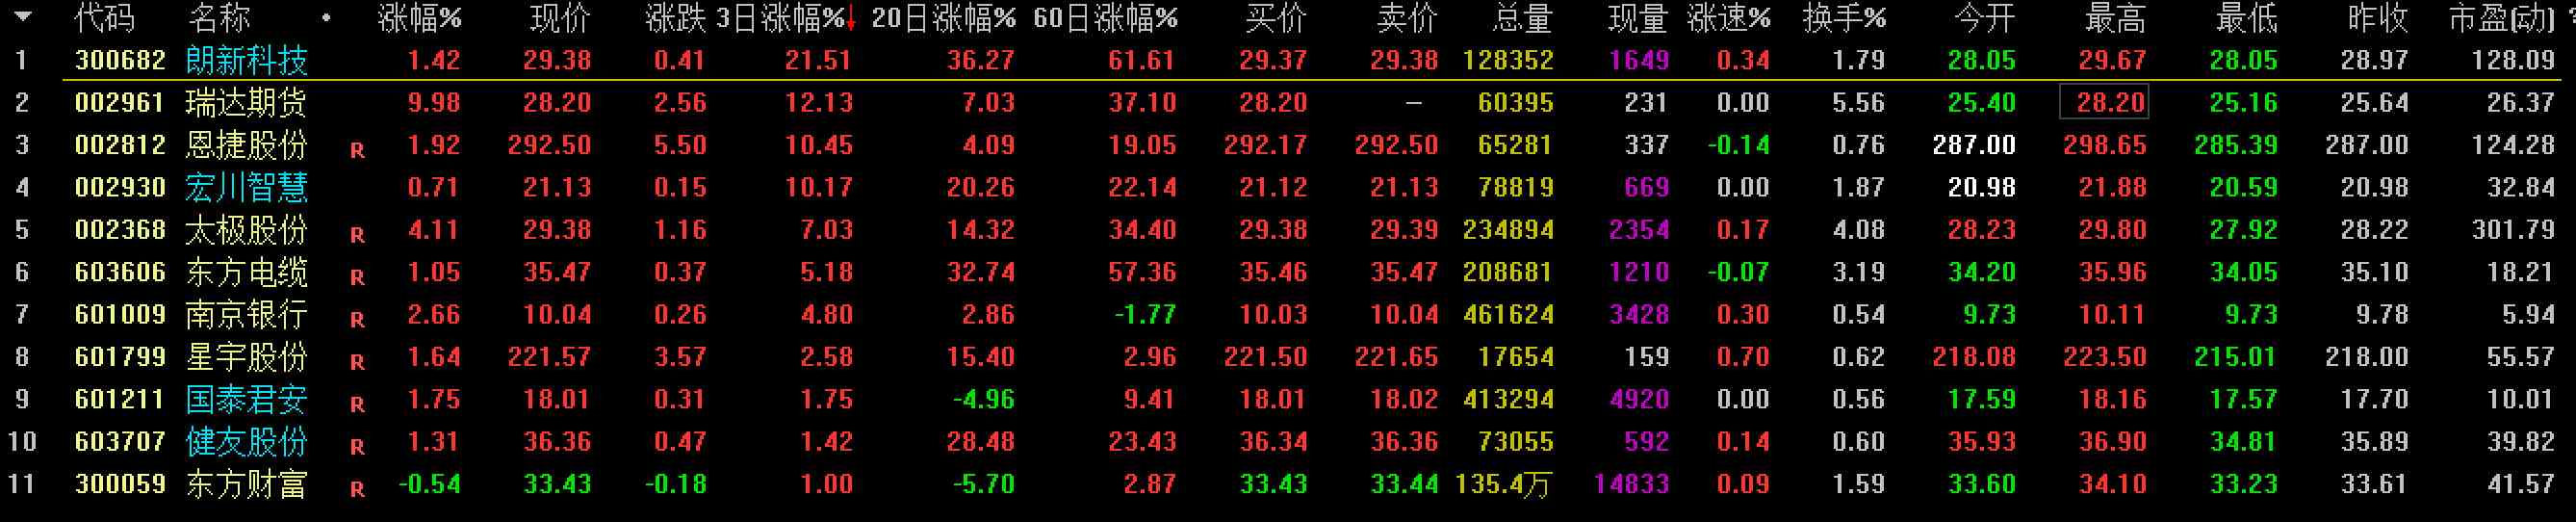 代码 名称 • 涨幅% 现价 涨跌 3日涨幅%↓ 20日涨幅% 60日涨幅% 买价 卖价 总量 现量 涨速% 换手% 今开 最高 最低 昨收 市盈(动)
1 300682 朗新科技 1.42 29.38 0.41 21.51 36.27 61.61 29.37 29.38 128352 1649 0.34 1.79 28.05 29.67 28.05 28.97 128.09
2 002961 瑞达期货 9.98 28.20 2.56 12.13 7.03 37.10 28.20 — 60395 231 0.00 5.56 25.40 28.20 25.16 25.64 26.37
3 002812 恩捷股份 R 1.92 292.50 5.50 10.45 4.09 19.05 292.17 292.50 65281 337 -0.14 0.76 287.00 298.65 285.39 287.00 124.28
4 002930 宏川智慧 0.71 21.13 0.15 10.17 20.26 22.14 21.12 21.13 78819 669 0.00 1.87 20.98 21.88 20.59 20.98 32.84
5 002368 太极股份 R 4.11 29.38 1.16 7.03 14.32 34.40 29.38 29.39 234894 2354 0.17 4.08 28.23 29.80 27.92 28.22 301.79
6 603606 东方电缆 R 1.05 35.47 0.37 5.18 32.74 57.36 35.46 35.47 208681 1210 -0.07 3.19 34.20 35.96 34.05 35.10 18.21
7 601009 南京银行 R 2.66 10.04 0.26 4.80 2.86 -1.77 10.03 10.04 461624 3428 0.30 0.54 9.73 10.11 9.73 9.78 5.94
8 601799 星宇股份 R 1.64 221.57 3.57 2.58 15.40 2.96 221.50 221.65 17654 159 0.70 0.62 218.08 223.50 215.01 218.00 55.57
9 601211 国泰君安 R 1.75 18.01 0.31 1.75 -4.96 9.41 18.01 18.02 413294 4920 0.00 0.56 17.59 18.16 17.57 17.70 10.01
10 603707 健友股份 R 1.31 36.36 0.47 1.42 28.48 23.43 36.34 36.36 73055 592 0.14 0.60 35.93 36.90 34.81 35.89 39.82
11 300059 东方财富 R -0.54 33.43 -0.18 1.00 -5.70 2.87 33.43 33.44 135.4万 14833 0.09 1.59 33.60 34.10 33.23 33.61 41.57